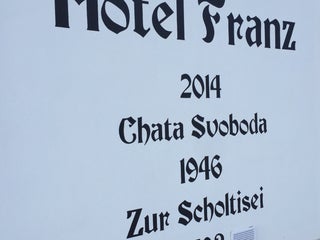 Hotel Franz
2014
Chata Svoboda
1946
Zur Scholtisei